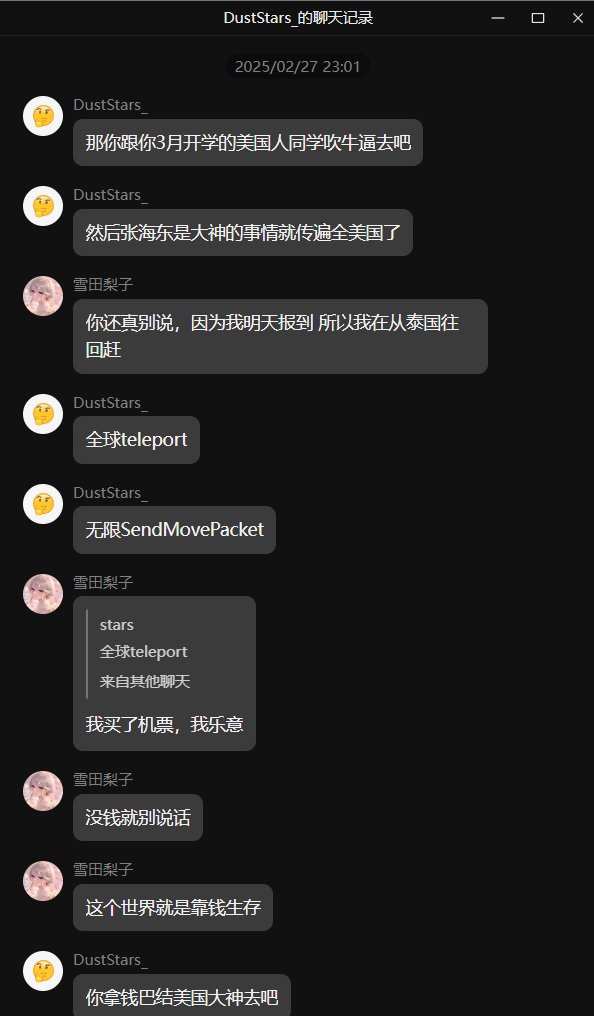 DustStars_的聊天记录
2025/02/27 23:01
DustStars_
那你跟你3月开学的美国人同学吹牛逼去吧
DustStars_
然后张海东是大神的事情就传遍全美国了
雪田梨子
你还真别说，因为我明天报到 所以我在从泰国往
回赶
DustStars_
全球teleport
DustStars_
无限SendMovePacket
雪田梨子
stars
全球teleport
来自其他聊天
我买了机票，我乐意
雪田梨子
没钱就别说话
雪田梨子
这个世界就是靠钱生存
DustStars_
你拿钱巴结美国大神去吧